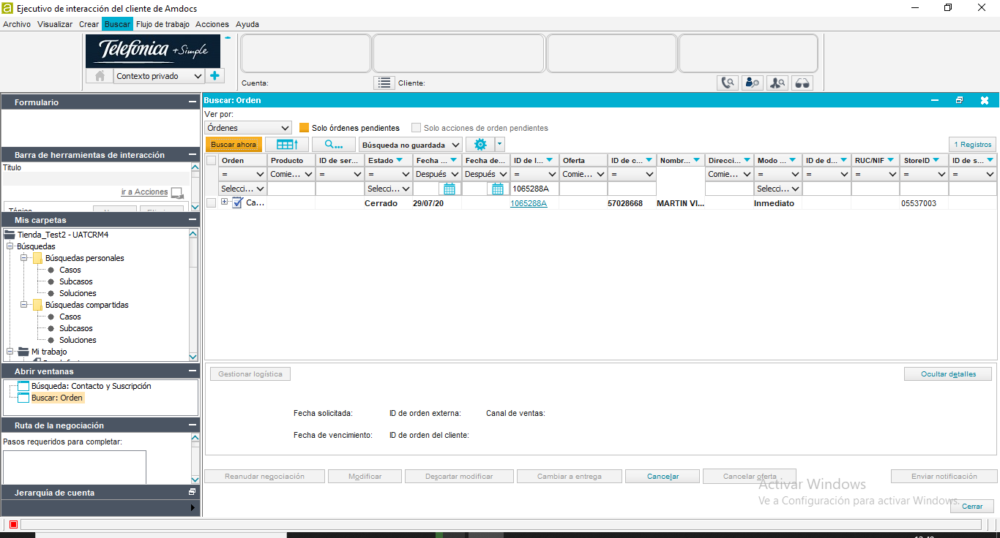 Ejecutivo de interacción del cliente de Amdocs
Archivo Visualizar Crear Buscar Flujo de trabajo Acciones Ayuda
Telefónica +Simple
Contexto privado
Cuenta: Cliente:
Formulario
Barra de herramientas de interacción
Título
ir a Acciones
Mis carpetas
Tienda_Test2 - UATCRM4
Búsquedas
Búsquedas personales
Casos
Subcasos
Soluciones
Búsquedas compartidas
Casos
Subcasos
Soluciones
Mi trabajo
Abrir ventanas
Búsqueda: Contacto y Suscripción
Buscar: Orden
Ruta de la negociación
Pasos requeridos para completar:
Jerarquía de cuenta
Buscar: Orden
Ver por:
Órdenes Solo órdenes pendientes Solo acciones de orden pendientes
Buscar ahora Búsqueda no guardada 1 Registros
Orden Producto ID de ser... Estado Fecha ... Fecha de... ID de l... Oferta ID de c... Nombr... Direcci... Modo ... ID de d... RUC/NIF StoreID ID de s...
= Comie... = = Después Después = Comie... = Comie... = = = = =
Selecci... Selecci... 1065288A Selecci...
Ca... Cerrado 29/07/20 1065288A 57028668 MARTIN VI... Inmediato 05537003
Gestionar logística Ocultar detalles
Fecha solicitada: ID de orden externa: Canal de ventas:
Fecha de vencimiento: ID de orden del cliente:
Reanudar negociación Modificar Descartar modificar Cambiar a entrega Cancelar Cancelar oferta Enviar notificación
Activar Windows
Ve a Configuración para activar Windows.
Cerrar